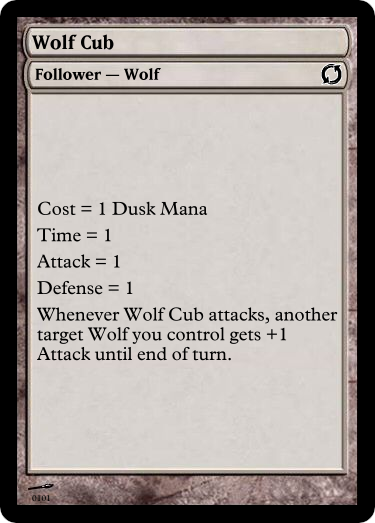 Wolf Cub
Follower — Wolf
Cost = 1 Dusk Mana
Time = 1
Attack = 1
Defense = 1
Whenever Wolf Cub attacks, another
target Wolf you control gets +1
Attack until end of turn.
0101